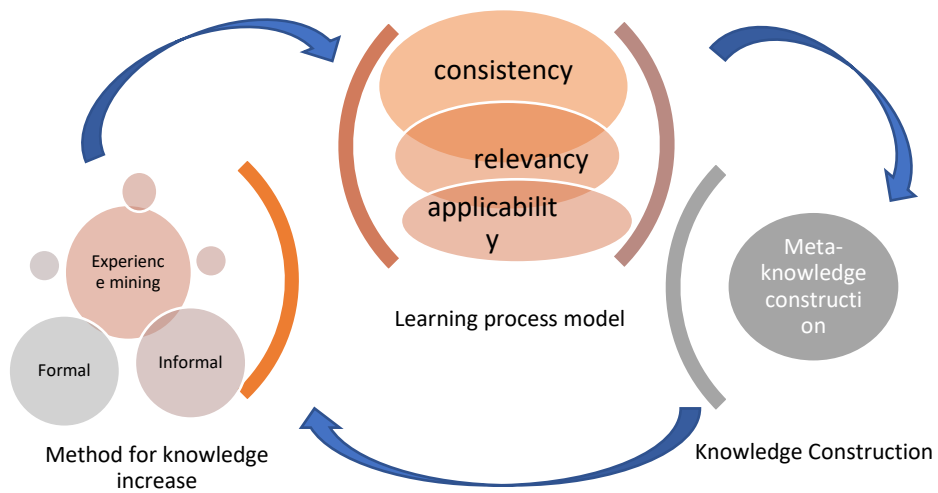 consistency
relevancy
applicabilit
y
Learning process model
Experienc
e mining
Formal
Informal
Method for knowledge
increase
Meta-
knowledge
constructi
on
Knowledge Construction